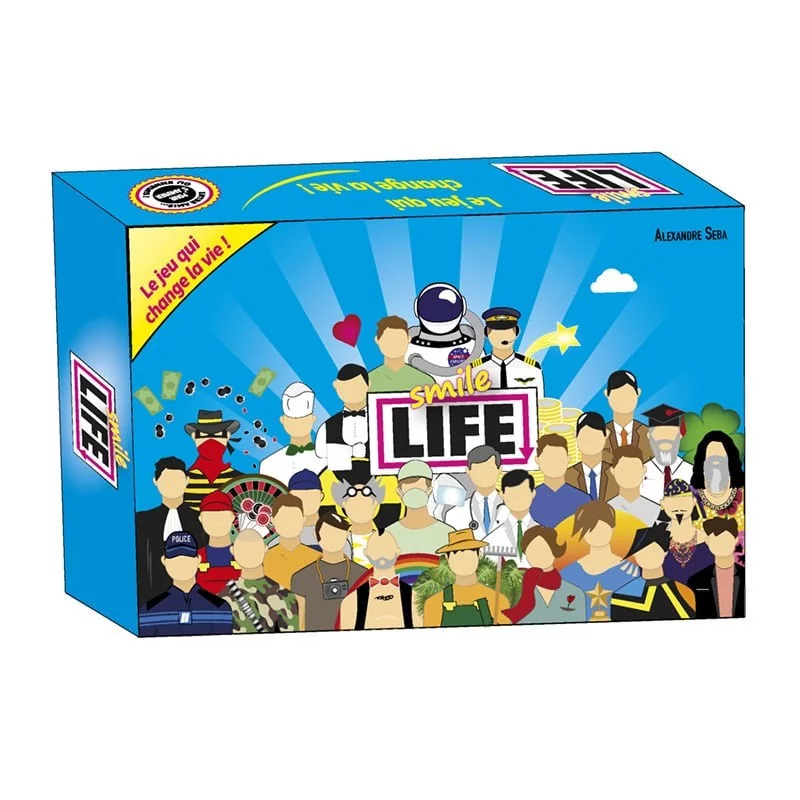 Le jeu qui
change la vie !
smile
LIFE
ALEXANDRE SEBA
Le jeu qui
change la vie !
smile
LIFE
smile
LIFE
POLICE